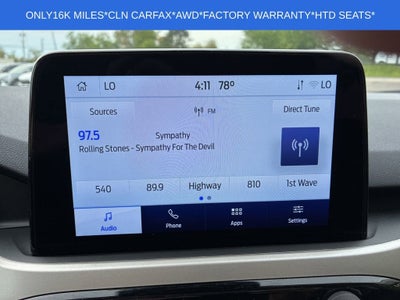 ONLY16K MILES*CLN CARFAX*AWD*FACTORY WARRANTY*HTD SEATS*
LO 4:11 78° LO
Sources FM Direct Tune
97.5 Sympathy
Rolling Stones - Sympathy For The Devil
540 89.9 Highway 810 1st Wave
Audio Phone Apps Settings